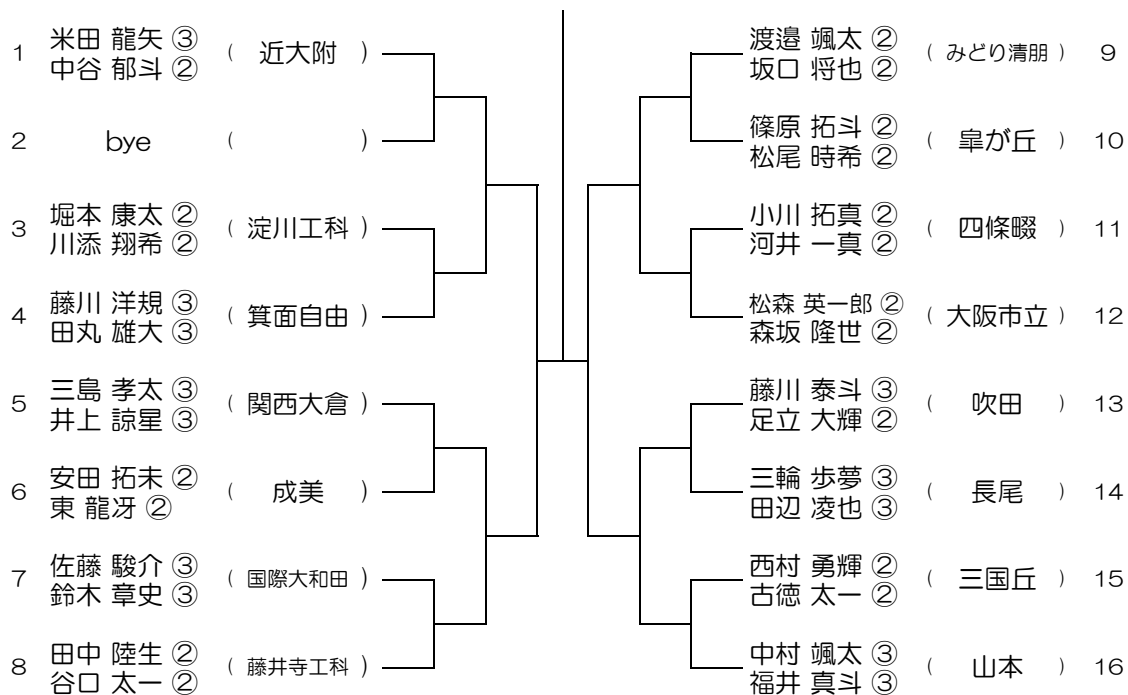 1 米田 龍矢 ③ ( 近大附 )
中谷 郁斗 ②
2 bye ( )
3 堀本 康太 ② ( 淀川工科 )
川添 翔希 ②
4 藤川 洋規 ③ ( 箕面自由 )
田丸 雄大 ③
5 三島 孝太 ③ ( 関西大倉 )
井上 諒星 ③
6 安田 拓未 ② ( 成美 )
東 龍冴 ②
7 佐藤 駿介 ③ ( 国際大和田 )
鈴木 章史 ③
8 田中 陸生 ② ( 藤井寺工科 )
谷口 太一 ②
渡邉 颯太 ② ( みどり清朋 ) 9
坂口 将也 ②
篠原 拓斗 ② ( 皐が丘 ) 10
松尾 時希 ②
小川 拓真 ② ( 四條畷 ) 11
河井 一真 ②
松森 英一郎 ② ( 大阪市立 ) 12
森坂 隆世 ②
藤川 泰斗 ③ ( 吹田 ) 13
足立 大輝 ②
三輪 歩夢 ③ ( 長尾 ) 14
田辺 凌也 ③
西村 勇輝 ② ( 三国丘 ) 15
古徳 太一 ②
中村 颯太 ③ ( 山本 ) 16
福井 真斗 ③